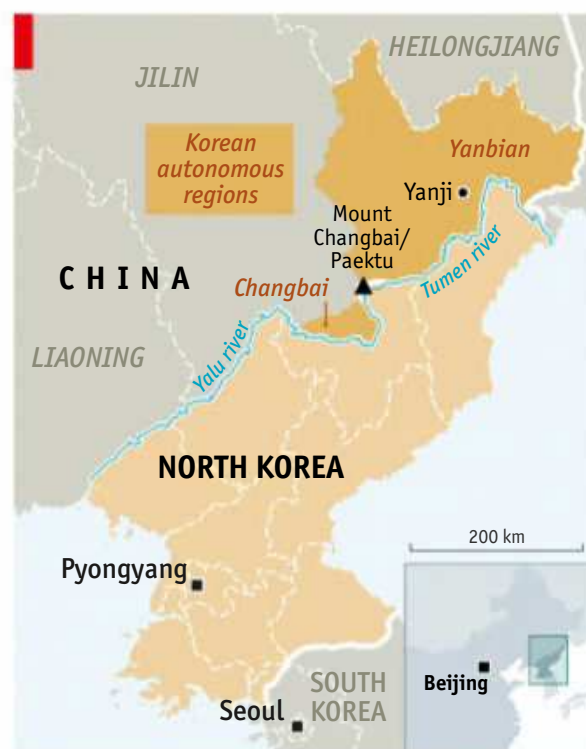 HEILONGJIANG
JILIN
Korean
autonomous
regions
Yanbian
Yanji
Mount
Changbai/
Paektu
Tumen river
CHINA
Changbai
LIAONING
Yalu river
NORTH KOREA
200 km
Pyongyang
Beijing
SOUTH
KOREA
Seoul